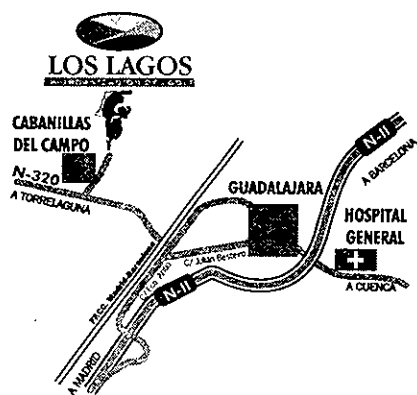 LOS LAGOS
CABANILLAS
DEL CAMPO
N-320
A TORRELAGUNA
GUADALAJARA
N-II
A BARCELONA
HOSPITAL
GENERAL
A CUENCA
C/ Julián Besteiro
N-II
A MADRID